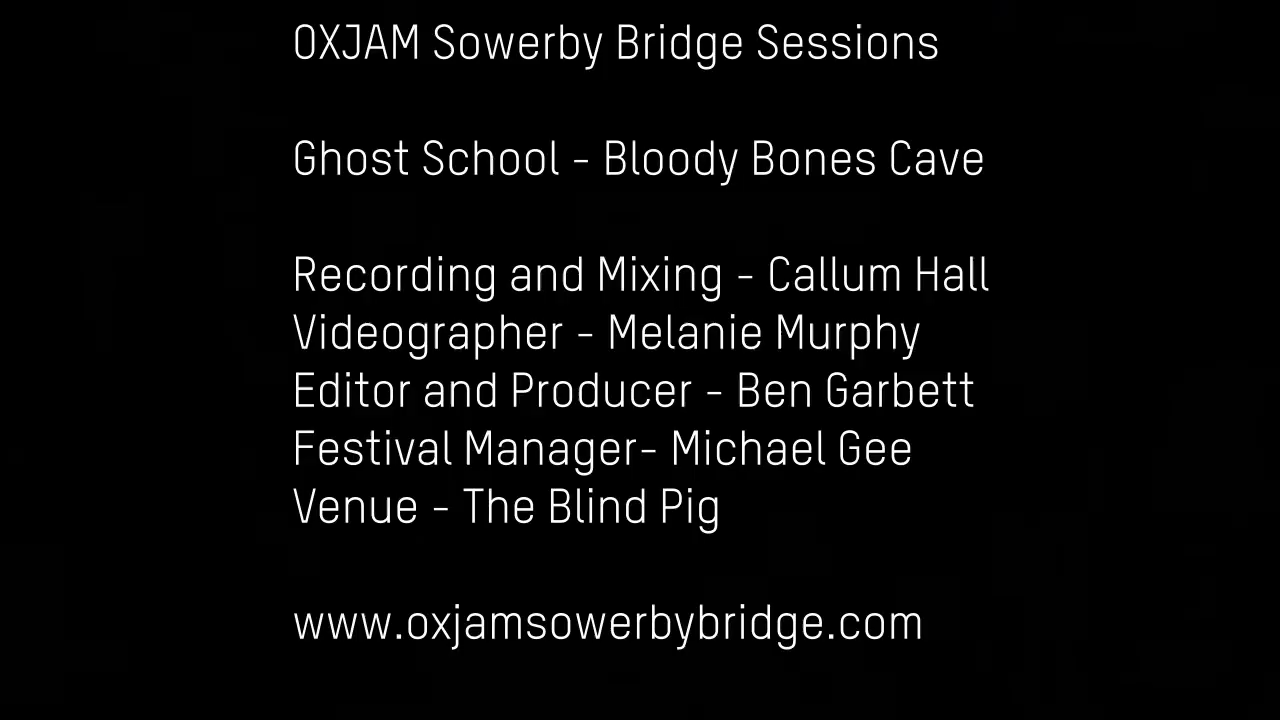 OXJAM Sowerby Bridge Sessions
Ghost School - Bloody Bones Cave
Recording and Mixing - Callum Hall
Videographer - Melanie Murphy
Editor and Producer - Ben Garbett
Festival Manager- Michael Gee
Venue - The Blind Pig
www.oxjamsowerbybridge.com